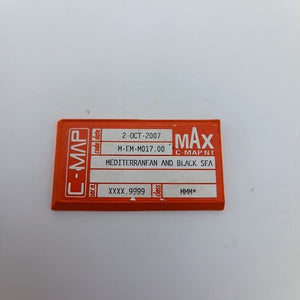 C-MAP
2-OCT-2007
M-EM-M017.00
MEDITERRANEAN AND BLACK SEA
XXXX.9999
MMM*
MAX
C-MAP NT